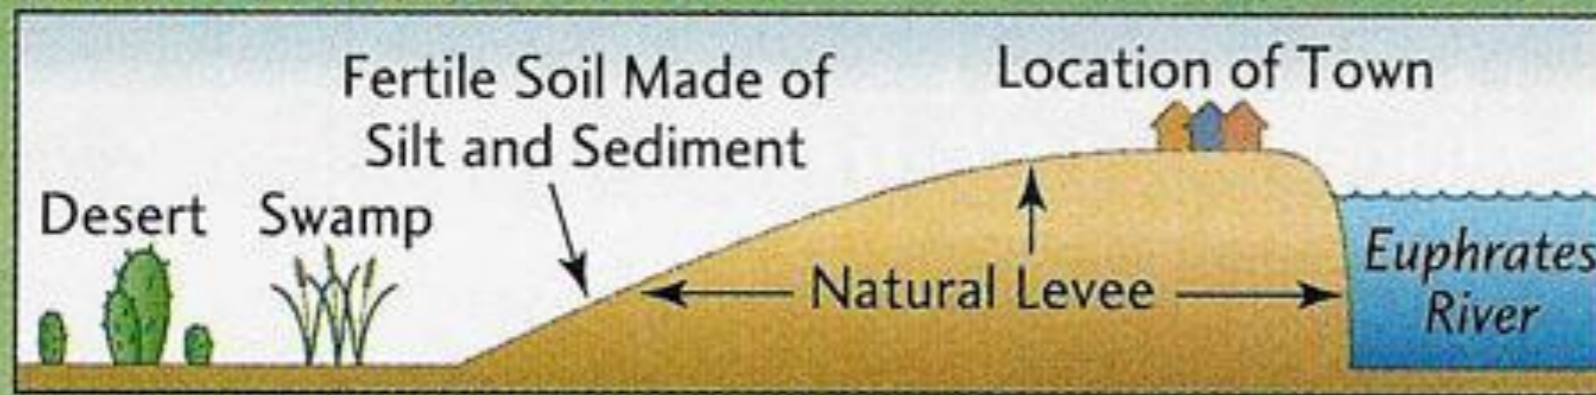 Fertile Soil Made of
Silt and Sediment
Location of Town
Desert
Swamp
Natural Levee
Euphrates
River